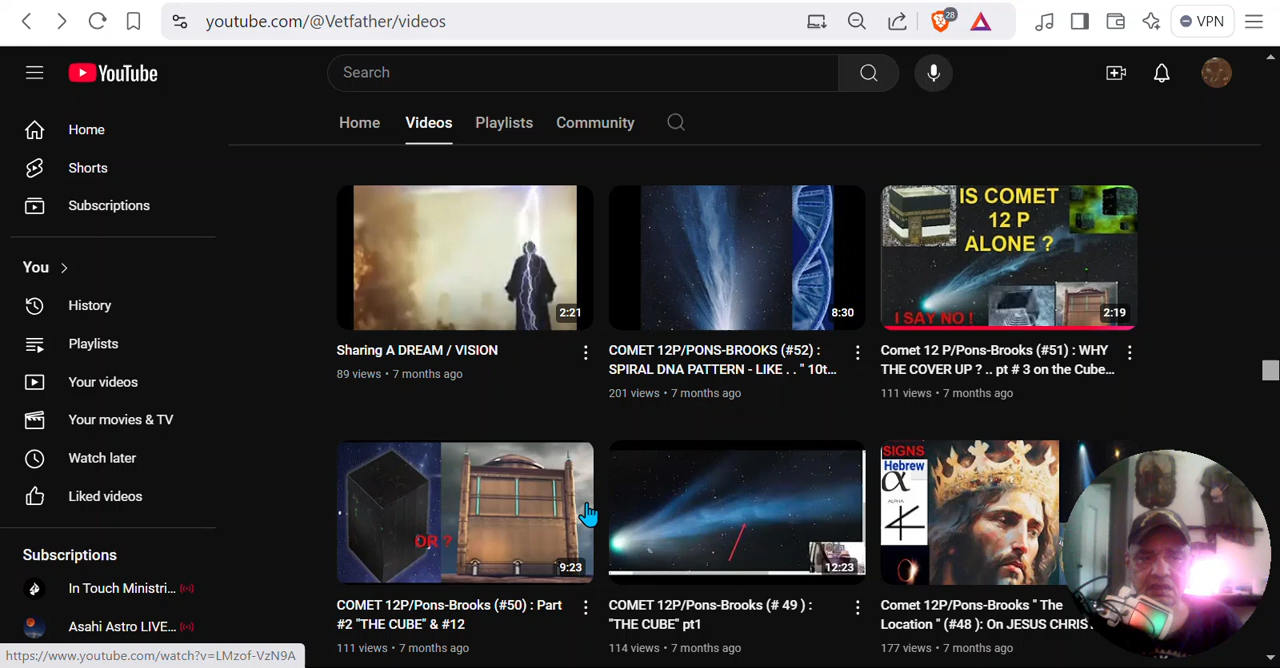 youtube.com/@Vetfather/videos
28
VPN
YouTube
Search
Home
Videos
Playlists
Community
Home
Shorts
Subscriptions
You
History
Playlists
Your videos
Your movies & TV
Watch later
Liked videos
Subscriptions
In Touch Ministri...
Asahi Astro LIVE...
https://www.youtube.com/watch?v=LMzof-VzN9A
2:21
Sharing A DREAM / VISION
89 views • 7 months ago
8:30
COMET 12P/PONS-BROOKS (#52) :
SPIRAL DNA PATTERN - LIKE . . " 10t...
201 views • 7 months ago
IS COMET
12 P
ALONE ?
I SAY NO !
2:19
Comet 12 P/Pons-Brooks (#51) : WHY
THE COVER UP ? .. pt # 3 on the Cube...
111 views • 7 months ago
OR ?
9:23
COMET 12P/Pons-Brooks (#50) : Part
#2 "THE CUBE" & #12
111 views • 7 months ago
12:23
COMET 12P/Pons-Brooks (# 49 ) :
"THE CUBE" pt1
114 views • 7 months ago
SIGNS
Hebrew
α
ALPHA
Comet 12P/Pons-Brooks " The
Location " (#48 ): On JESUS CHRIS
177 views • 7 months ago